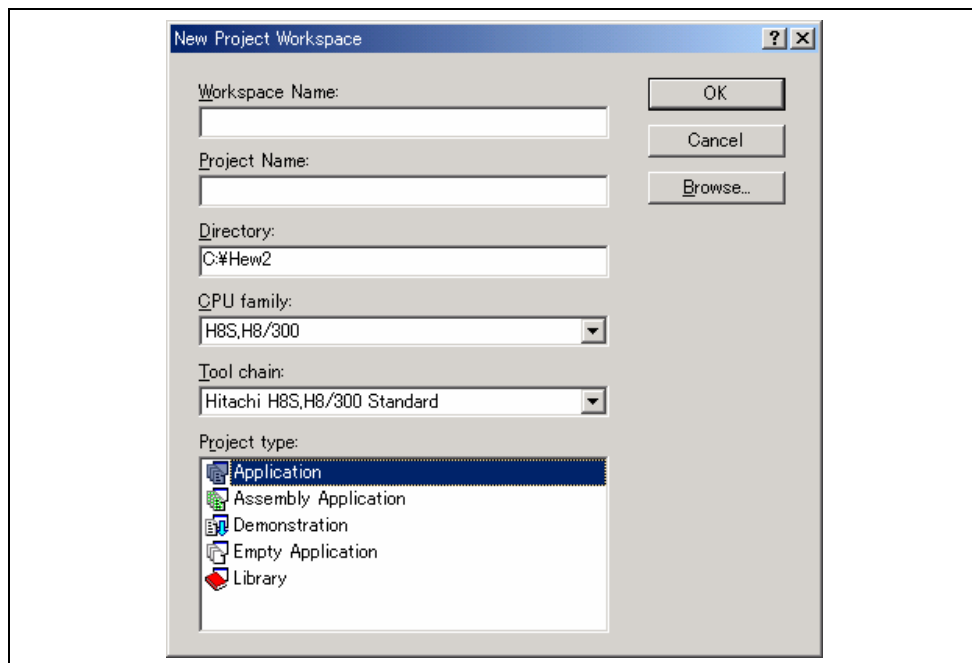 New Project Workspace
Workspace Name:
OK
Cancel
Project Name:
Browse...
Directory:
C:¥Hew2
CPU family:
H8S,H8/300
Tool chain:
Hitachi H8S,H8/300 Standard
Project type:
Application
Assembly Application
Demonstration
Empty Application
Library